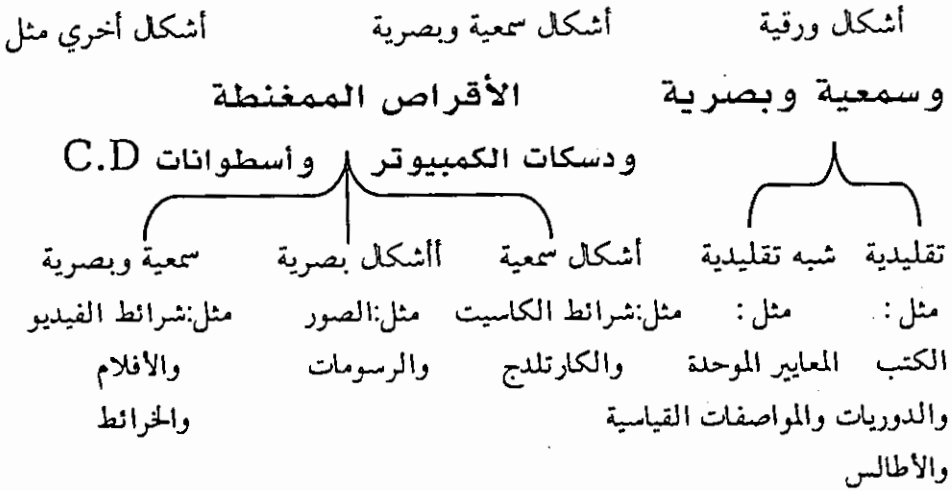 أشكال ورقية أشكال سمعية وبصرية أشكال أخري مثل
وسمعية وبصرية الأقراص الممغنطة
ودسكات الكمبيوتر وأسطوانات C.D
تقليدية شبه تقليدية أشكال سمعية أأشكال بصرية سمعية وبصرية
مثل: مثل: مثل:شرائط الكاسيت مثل:الصور مثل:شرائط الفيديو
الكتب المعايير الموحدة والكارتلدج والرسومات والأفلام
والدوريات والمواصفات القياسية والخرائط
والأطالس